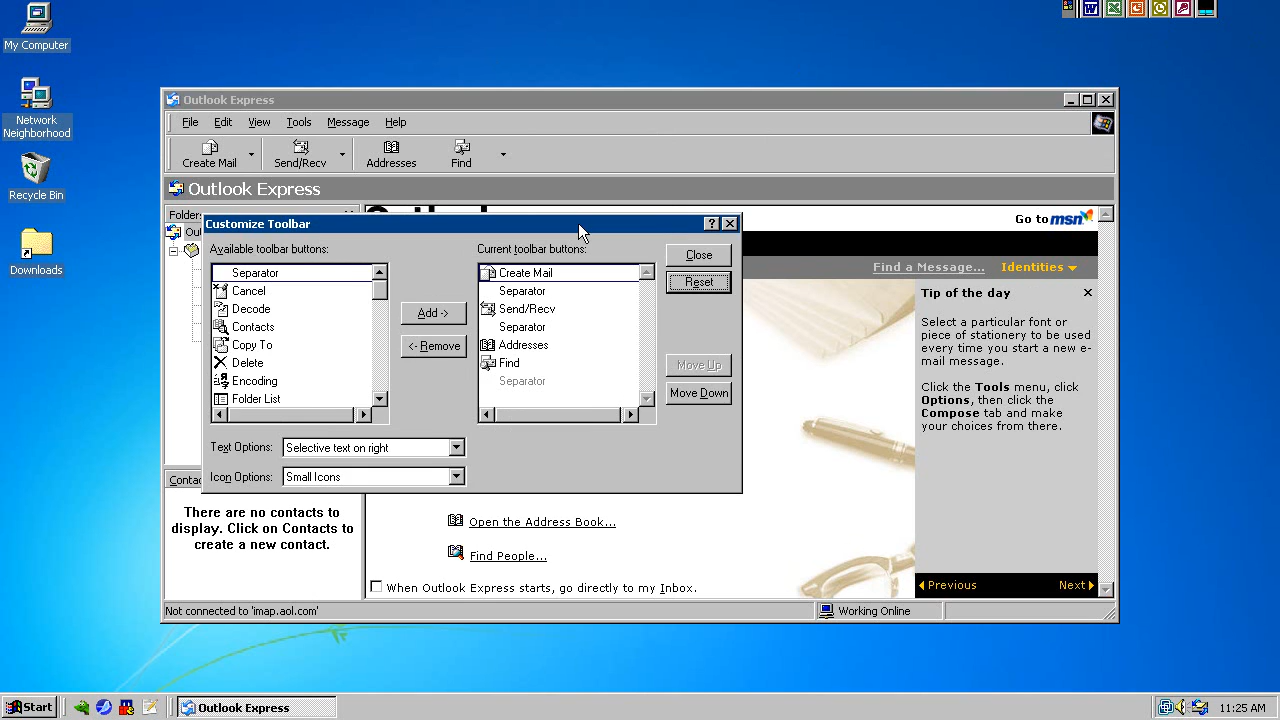 My Computer
Network
Neighborhood
Recycle Bin
Downloads
Outlook Express
File Edit View Tools Message Help
Create Mail Send/Recv Addresses Find
Outlook Express
Go to msn
Find a Message... Identities
Customize Toolbar
Available toolbar buttons:
Separator
Cancel
Decode
Contacts
Copy To
Delete
Encoding
Folder List
Add ->
<- Remove
Current toolbar buttons:
Create Mail
Separator
Send/Recv
Separator
Addresses
Find
Separator
Close
Reset
Move Up
Move Down
Text Options: Selective text on right
Icon Options: Small Icons
Tip of the day
Select a particular font or
piece of stationery to be used
every time you start a new e-
mail message.
Click the Tools menu, click
Options, then click the
Compose tab and make
your choices from there.
Previous Next
There are no contacts to
display. Click on Contacts to
create a new contact.
Open the Address Book...
Find People...
When Outlook Express starts, go directly to my Inbox.
Not connected to 'imap.aol.com'
Working Online
Start
Outlook Express
11:25 AM